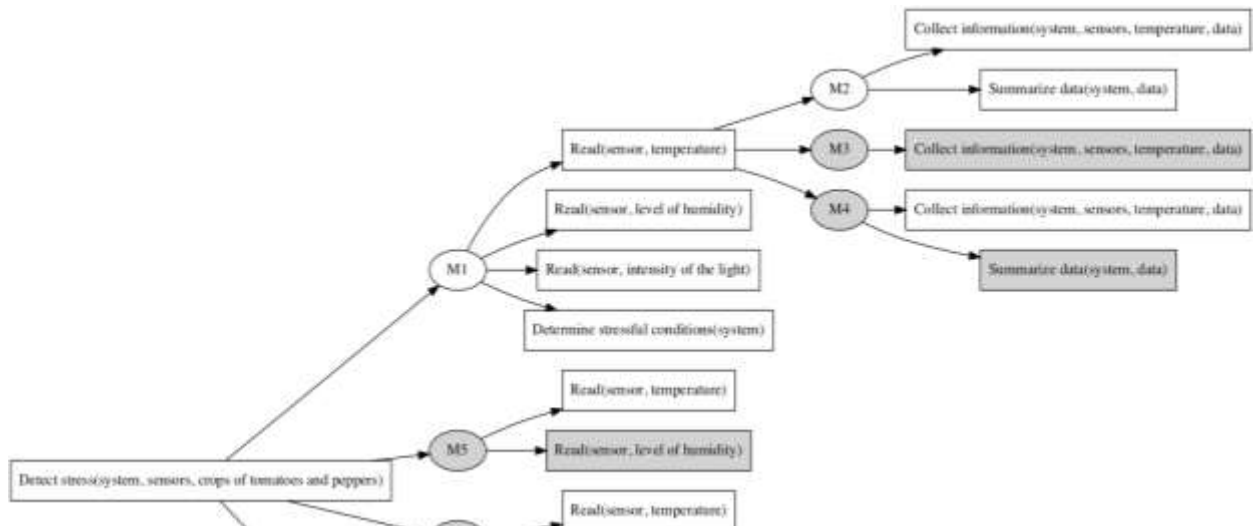 Collect information(system, sensors, temperature, data)
M2
Summarize data(system, data)
Read(sensor, temperature)
M3
Collect information(system, sensors, temperature, data)
M4
Collect information(system, sensors, temperature, data)
Read(sensor, level of humidity)
M1
Read(sensor, intensity of the light)
Summarize data(system, data)
Determine stressful conditions(system)
Read(sensor, temperature)
M5
Read(sensor, level of humidity)
Detect stress(system, sensors, crops of tomatoes and peppers)
Read(sensor, temperature)